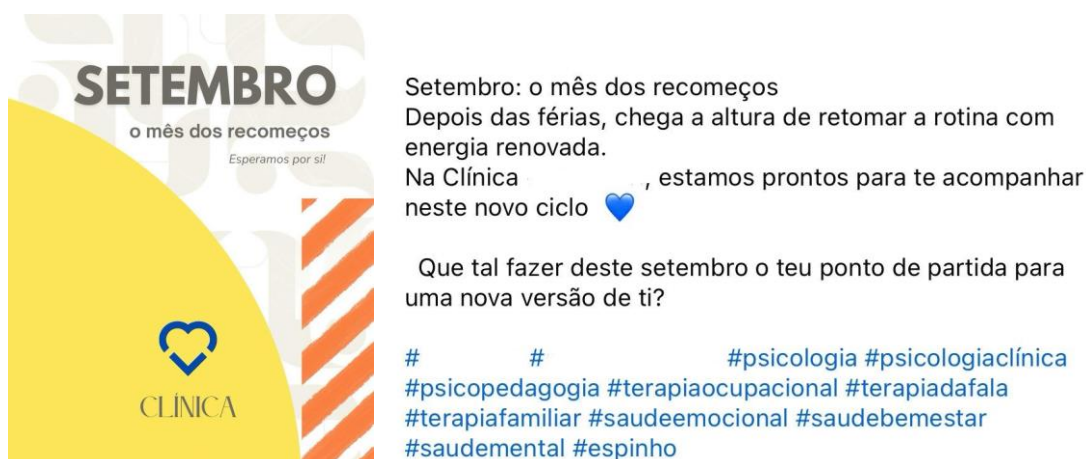 SETEMBRO
o mês dos recomeços
Esperamos por si!
CLÍNICA
Setembro: o mês dos recomeços
Depois das férias, chega a altura de retomar a rotina com
energia renovada.
Na Clínica , estamos prontos para te acompanhar
neste novo ciclo 💙
Que tal fazer deste setembro o teu ponto de partida para
uma nova versão de ti?
# # #psicologia #psicologiaclínica
#psicopedagogia #terapiaocupacional #terapiadafala
#terapiafamiliar #saudeemocional #saudebemestar
#saudemental #espinho